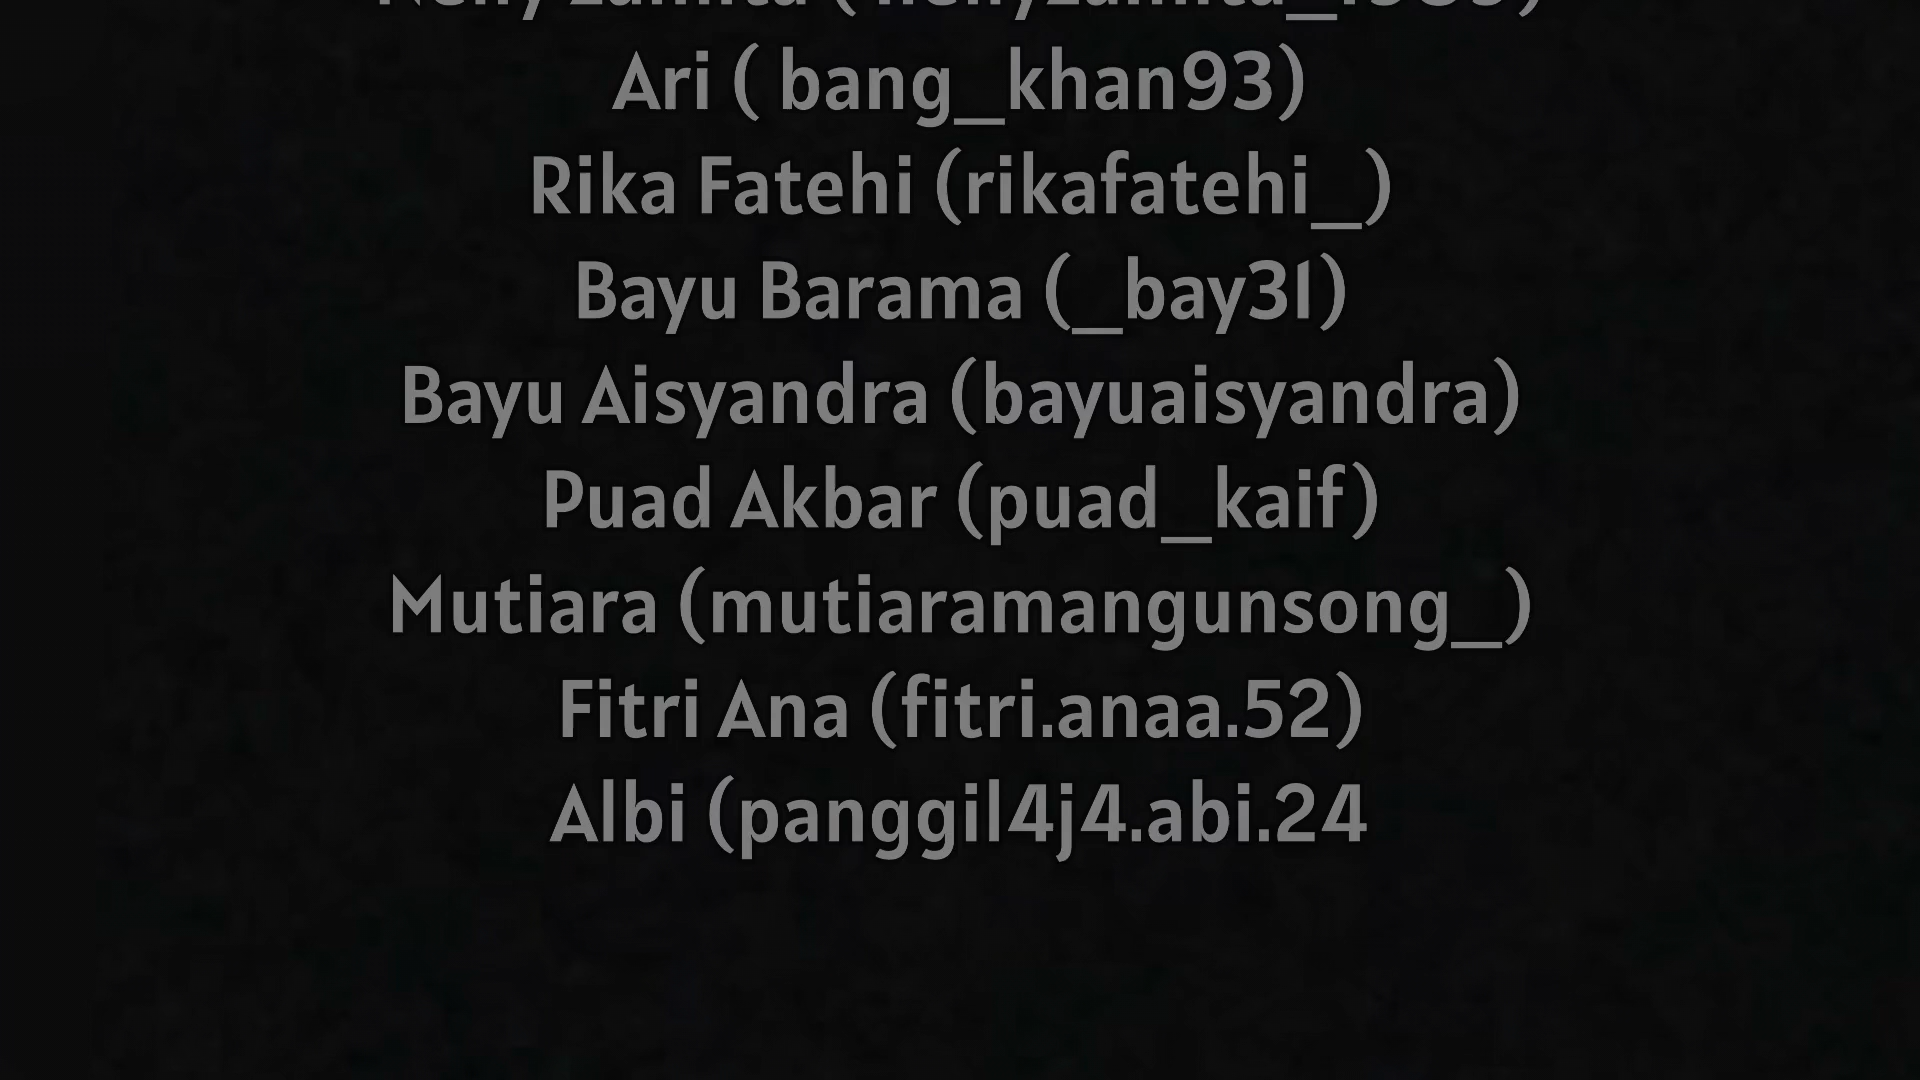 Ari ( bang_khan93)
Rika Fatehi (rikafatehi_)
Bayu Barama (_bay31)
Bayu Aisyandra (bayuaisyandra)
Puad Akbar (puad_kaif)
Mutiara (mutiaramangunsong_)
Fitri Ana (fitri.anaa.52)
Albi (panggil4j4.abi.24